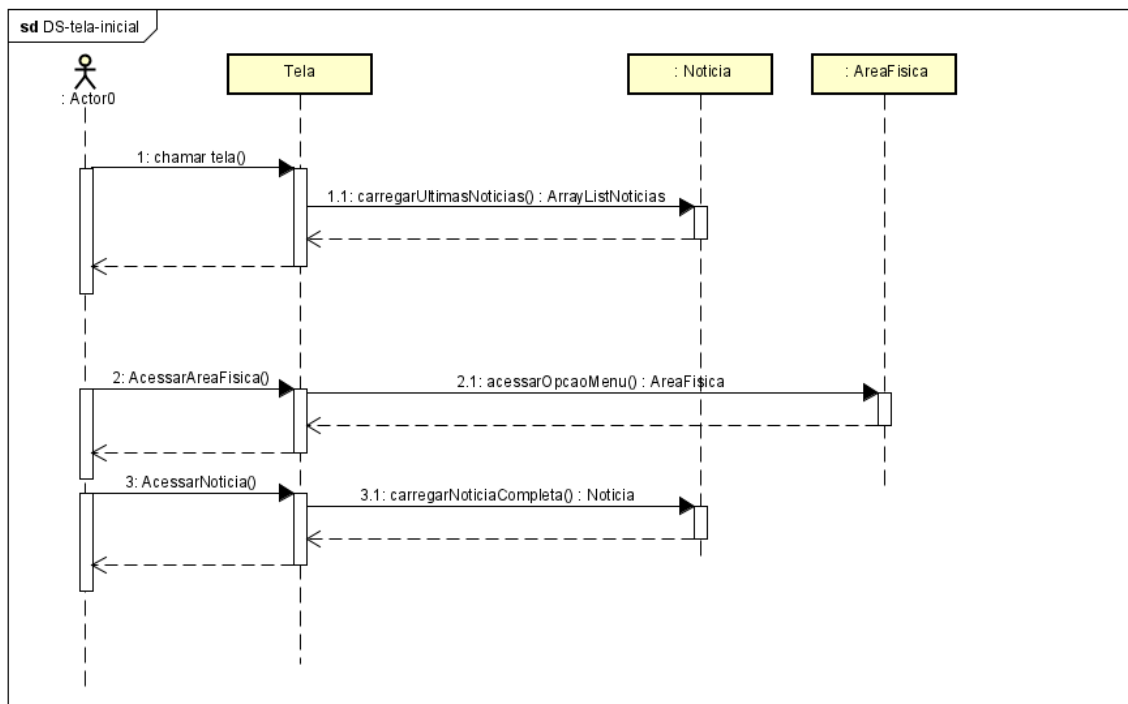 sd DS-tela-inicial
: Actor0
Tela
: Noticia
: AreaFisica
1: chamar tela()
1.1: carregarUltimasNoticias() : ArrayListNoticias
2: AcessarAreaFisica()
2.1: acessarOpcaoMenu() : AreaFisica
3: AcessarNoticia()
3.1: carregarNoticiaCompleta() : Noticia